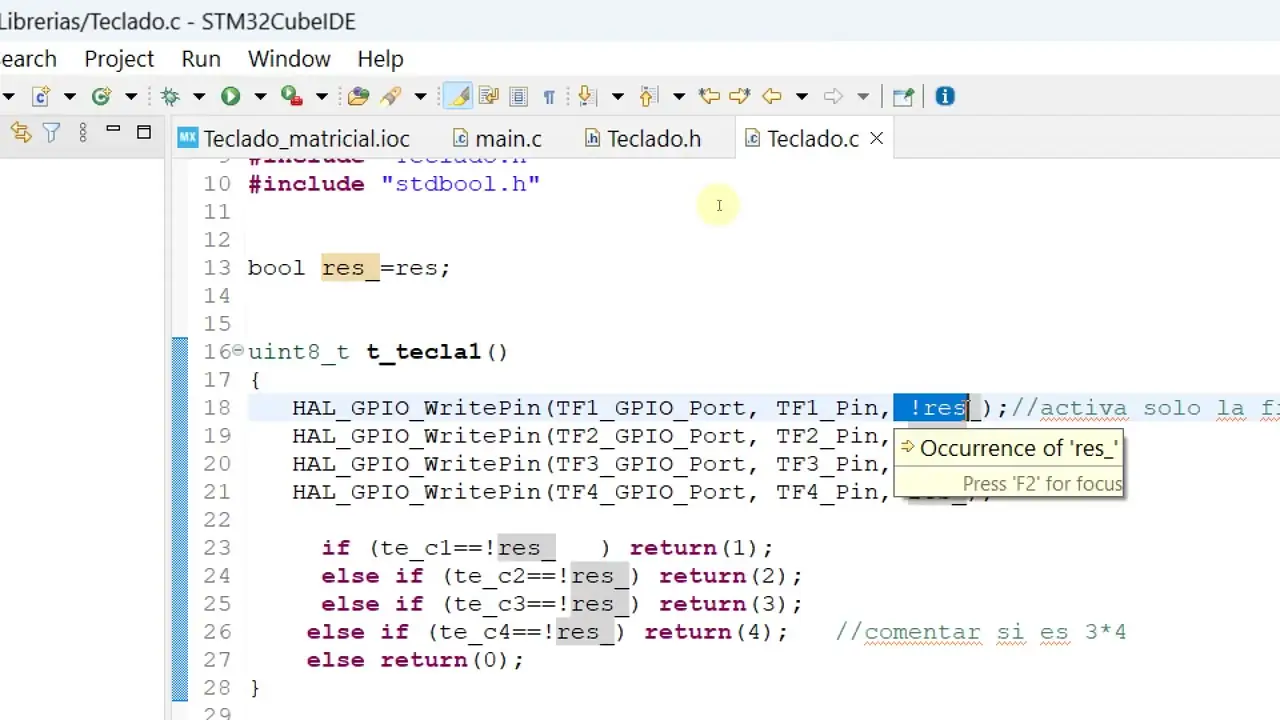 Librerias/Teclado.c - STM32CubeIDE
earch Project Run Window Help
Teclado_matricial.ioc main.c Teclado.h Teclado.c
#include "Teclado.h"
10 #include "stdbool.h"
11
12
13 bool res_=res;
14
15
16 uint8_t t_tecla1()
17 {
18 HAL_GPIO_WritePin(TF1_GPIO_Port, TF1_Pin, !res_);//activa solo la
19 HAL_GPIO_WritePin(TF2_GPIO_Port, TF2_Pin,
20 HAL_GPIO_WritePin(TF3_GPIO_Port, TF3_Pin,
21 HAL_GPIO_WritePin(TF4_GPIO_Port, TF4_Pin,
Occurrence of 'res_'
Press 'F2' for focus
22
23 if (te_c1==!res_ ) return(1);
24 else if (te_c2==!res_) return(2);
25 else if (te_c3==!res_) return(3);
26 else if (te_c4==!res_) return(4); //comentar si es 3*4
27 else return(0);
28 }
29